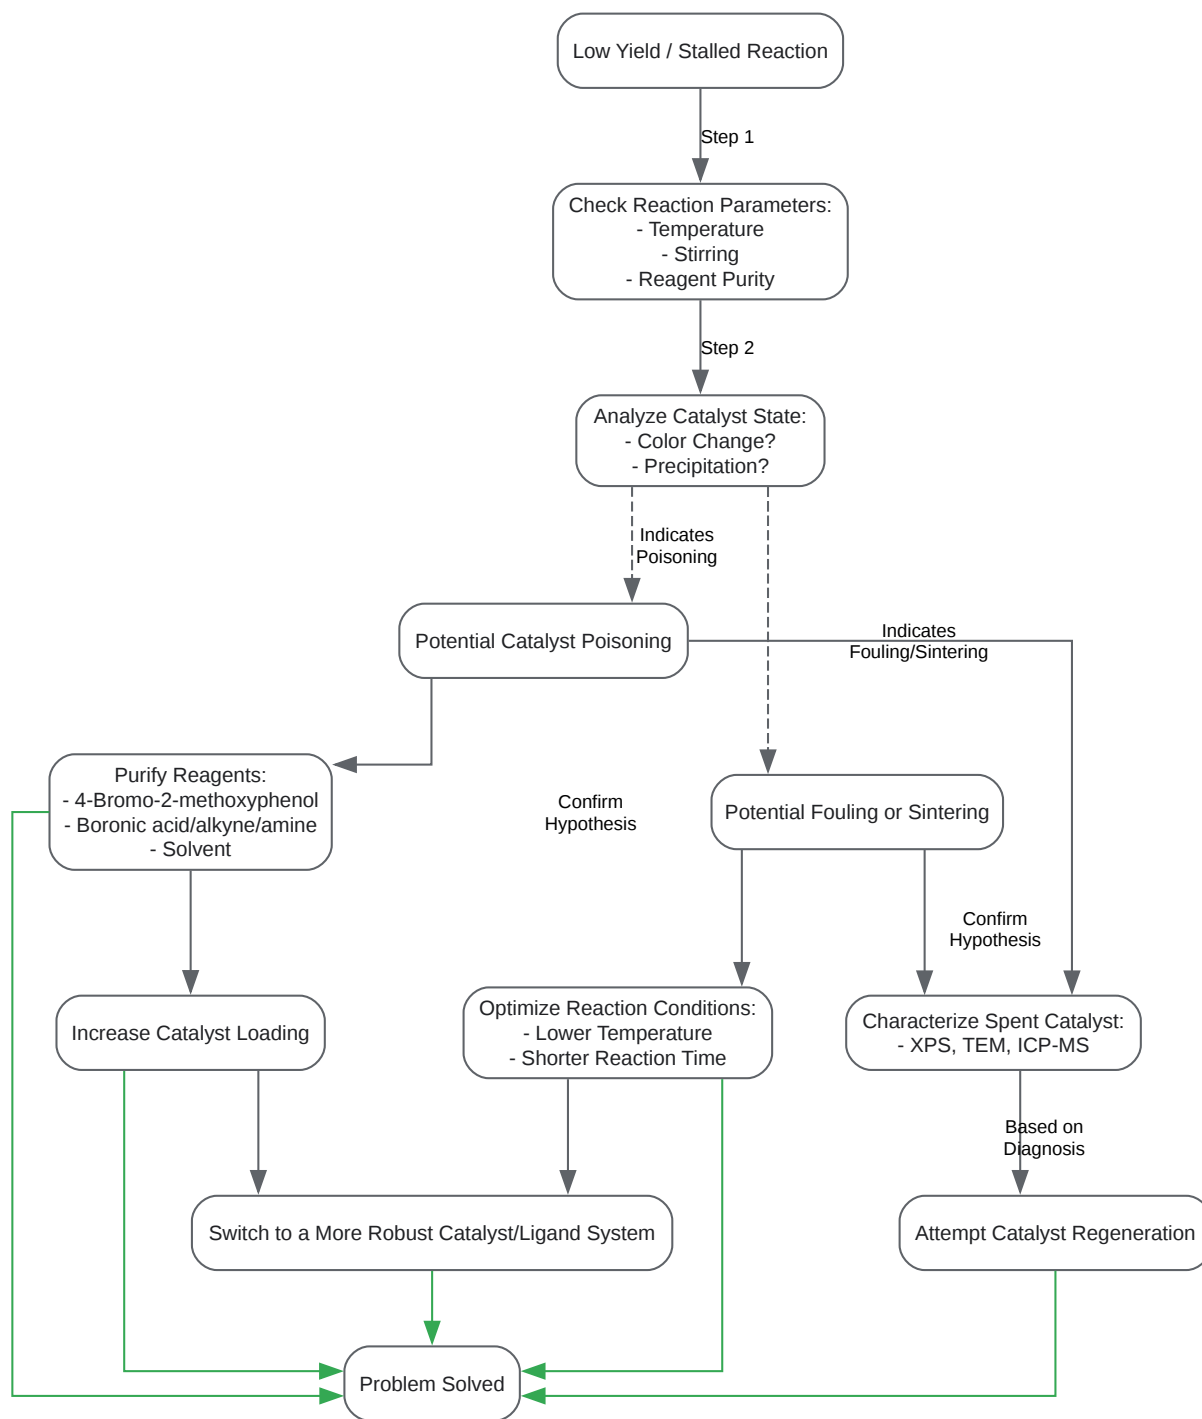 Low Yield / Stalled Reaction
Step 1
Check Reaction Parameters:
- Temperature
- Stirring
- Reagent Purity
Step 2
Analyze Catalyst State:
- Color Change?
- Precipitation?
Indicates
Poisoning
Potential Catalyst Poisoning
Indicates
Fouling/Sintering
Purify Reagents:
- 4-Bromo-2-methoxyphenol
- Boronic acid/alkyne/amine
- Solvent
Confirm
Hypothesis
Potential Fouling or Sintering
Confirm
Hypothesis
Increase Catalyst Loading
Optimize Reaction Conditions:
- Lower Temperature
- Shorter Reaction Time
Characterize Spent Catalyst:
- XPS, TEM, ICP-MS
Based on
Diagnosis
Switch to a More Robust Catalyst/Ligand System
Attempt Catalyst Regeneration
Problem Solved